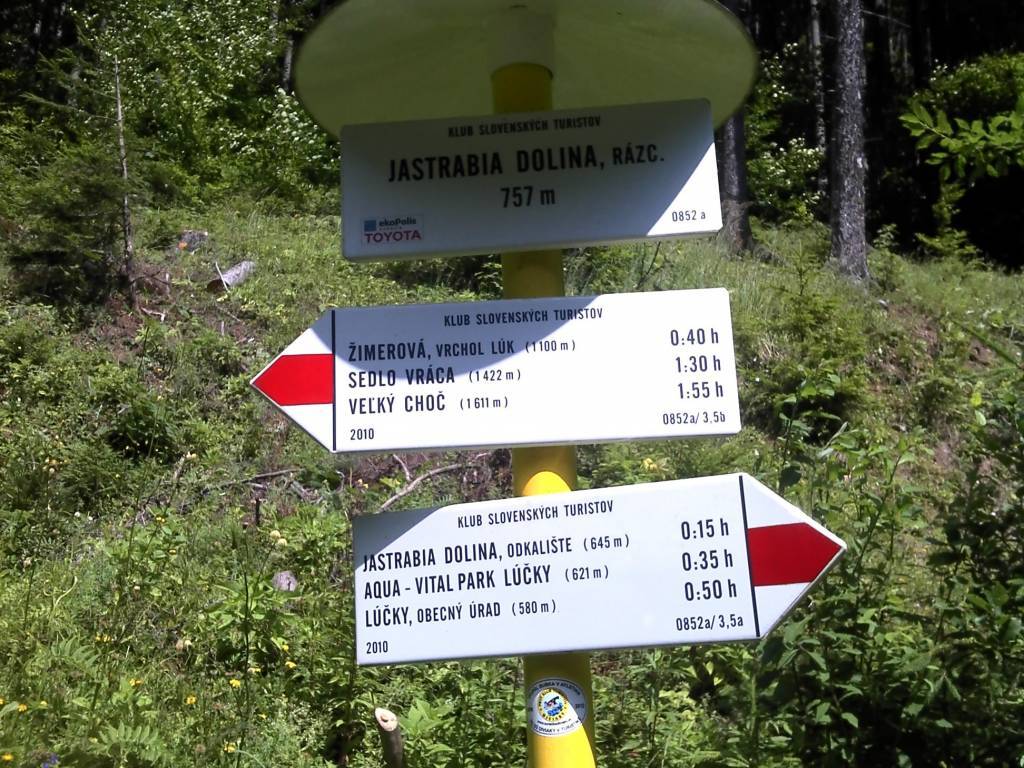 KLUB SLOVENSKÝCH TURISTOV
JASTRABIA DOLINA, RÁZC.
757 m
ekoPolis
TOYOTA
0852 a
KLUB SLOVENSKÝCH TURISTOV
ŽIMEROVÁ, VRCHOL LÚK (1100 m) 0:40 h
SEDLO VRÁCA (1422 m) 1:30 h
VEĽKÝ CHOČ (1611 m) 1:55 h
2010 0852a/3,5b
KLUB SLOVENSKÝCH TURISTOV
JASTRABIA DOLINA, ODKALIŠTE (645 m) 0:15 h
AQUA - VITAL PARK LÚČKY (621 m) 0:35 h
LÚČKY, OBECNÝ ÚRAD (580 m) 0:50 h
2010 0852a/3,5a